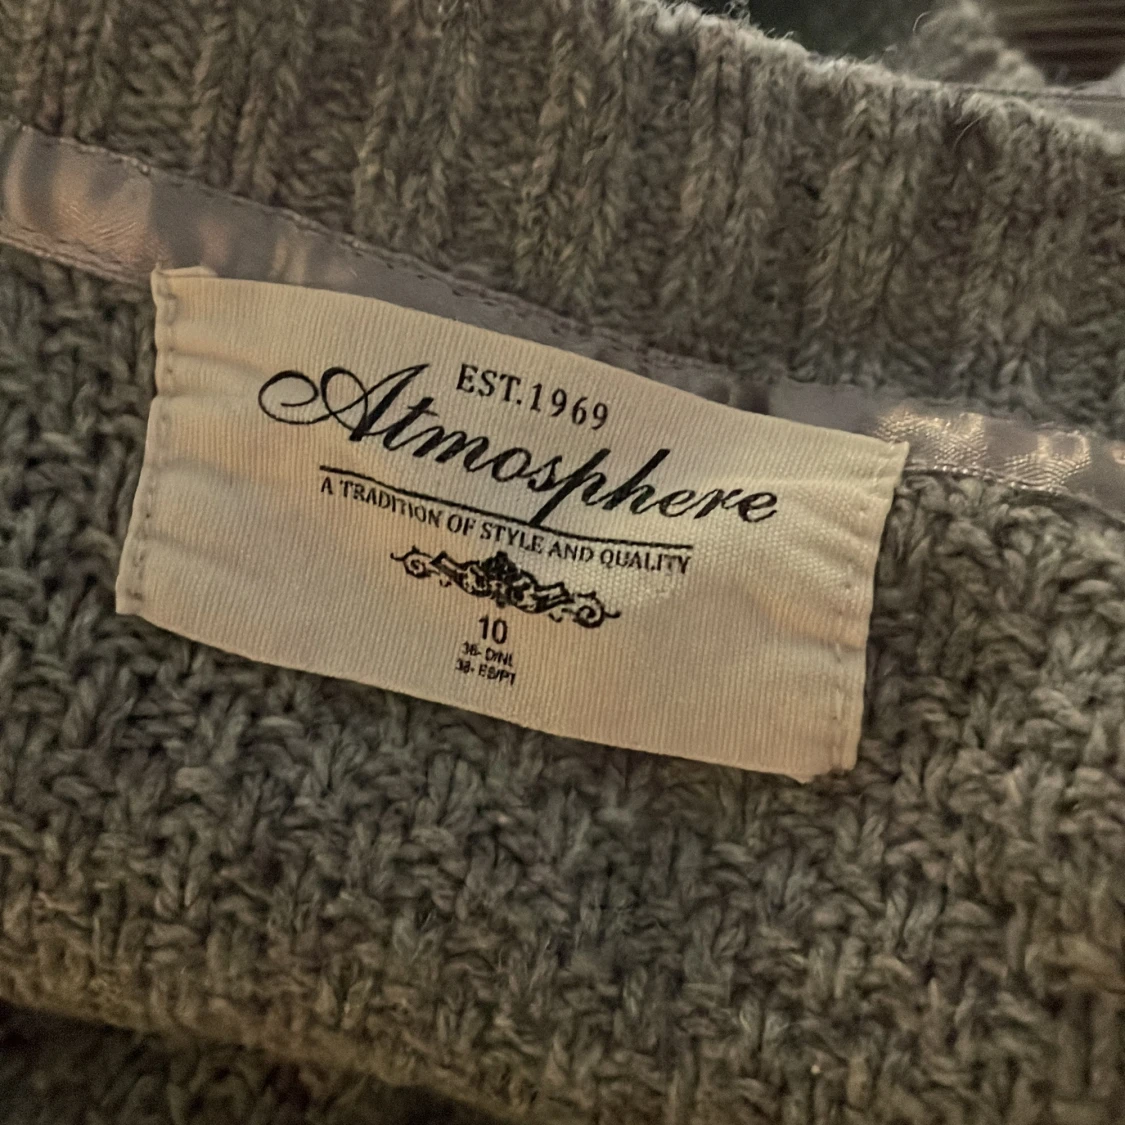 EST.1969
Atmosphere
A TRADITION OF STYLE AND QUALITY
10
36- D/NL
38- ES/PT